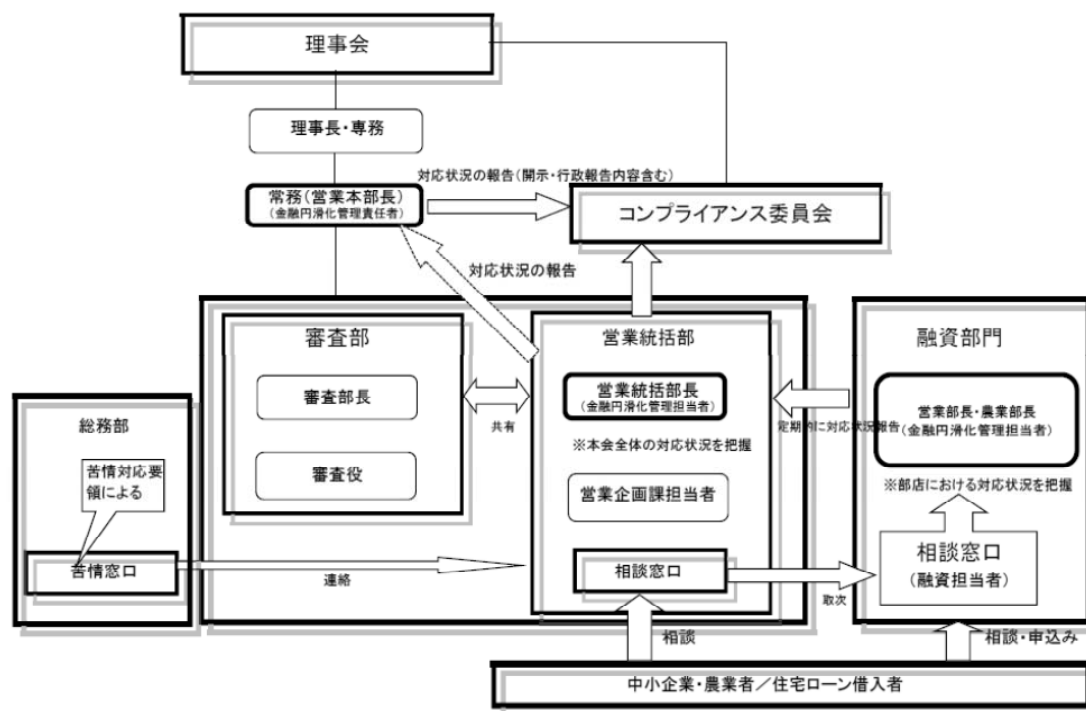 理事会
理事長・専務
対応状況の報告(開示・行政報告内容含む)
常務(営業本部長)
(金融円滑化管理責任者)
コンプライアンス委員会
対応状況の報告
審査部
審査部長
審査役
共有
営業統括部
営業統括部長
(金融円滑化管理担当者)
※本会全体の対応状況を把握
営業企画課担当者
相談窓口
定期的に対応状況報告
融資部門
営業部長・農業部長
(金融円滑化管理担当者)
※部店における対応状況を把握
相談窓口
(融資担当者)
総務部
苦情対応要
領による
苦情窓口
連絡
取次
相談
相談・申込み
中小企業・農業者/住宅ローン借入者